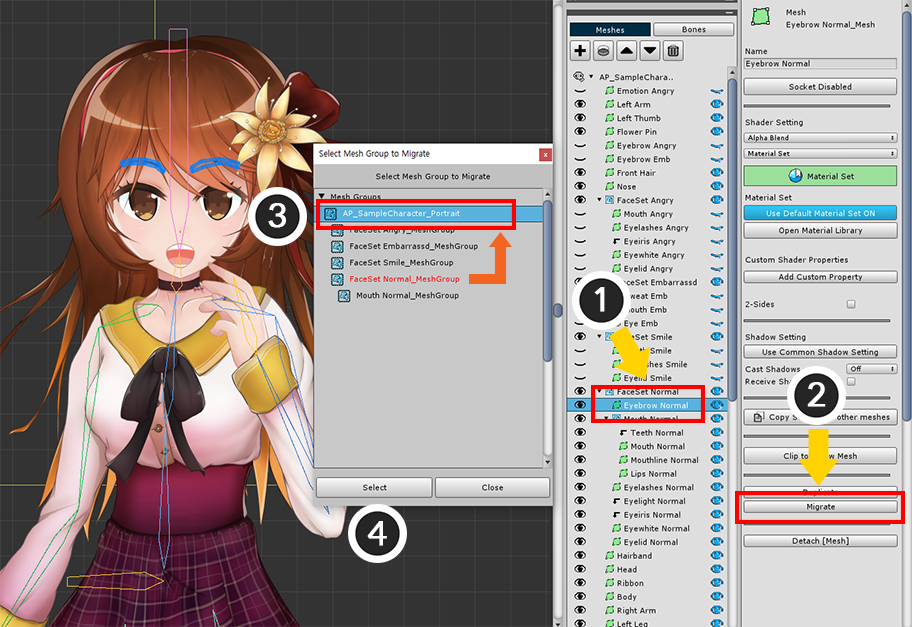 Select Mesh Group to Migrate
x
Select Mesh Group to Migrate
Mesh Groups
AP_SampleCharacter_Portrait
FaceSet Angry_MeshGroup
FaceSet Embarrassd_MeshGroup
FaceSet Smile_MeshGroup
FaceSet Normal_MeshGroup
Mouth Normal_MeshGroup
Select
Close
3
4
Meshes
Bones
AP_SampleChara..
Emotion Angry
Left Arm
Left Thumb
Flower Pin
Eyebrow Angry
Eyebrow Emb
Front Hair
Nose
FaceSet Angry
Mouth Angry
Eyelashes Angry
Eyeiris Angry
Eyewhite Angry
Eyelid Angry
FaceSet Embarrassd
Emb
Emb
Eye Emb
FaceSet Smile
Smile
Smile
Eyelid Smile
FaceSet Normal
Eyebrow Normal
Mouth Normal
Teeth Normal
Mouth Normal
Mouthline Normal
Lips Normal
Eyelashes Normal
Eyelight Normal
Eyeiris Normal
Eyewhite Normal
Eyelid Normal
Hairband
Head
Ribbon
Body
Right Arm
Left Leg
1
Mesh
Eyebrow Normal_Mesh
Name
Eyebrow Normal
Socket Disabled
Shader Setting
Alpha Blend
Material Set
Material Set
Material Set
Use Default Material Set ON
Open Material Library
Custom Shader Properties
Add Custom Property
2-Sides
Shadow Setting
Use Common Shadow Setting
Cast Shadows
Off
Receive
2
Copy
other meshes
Clip to
Mesh
Duplicate
Migrate
Detach [Mesh]